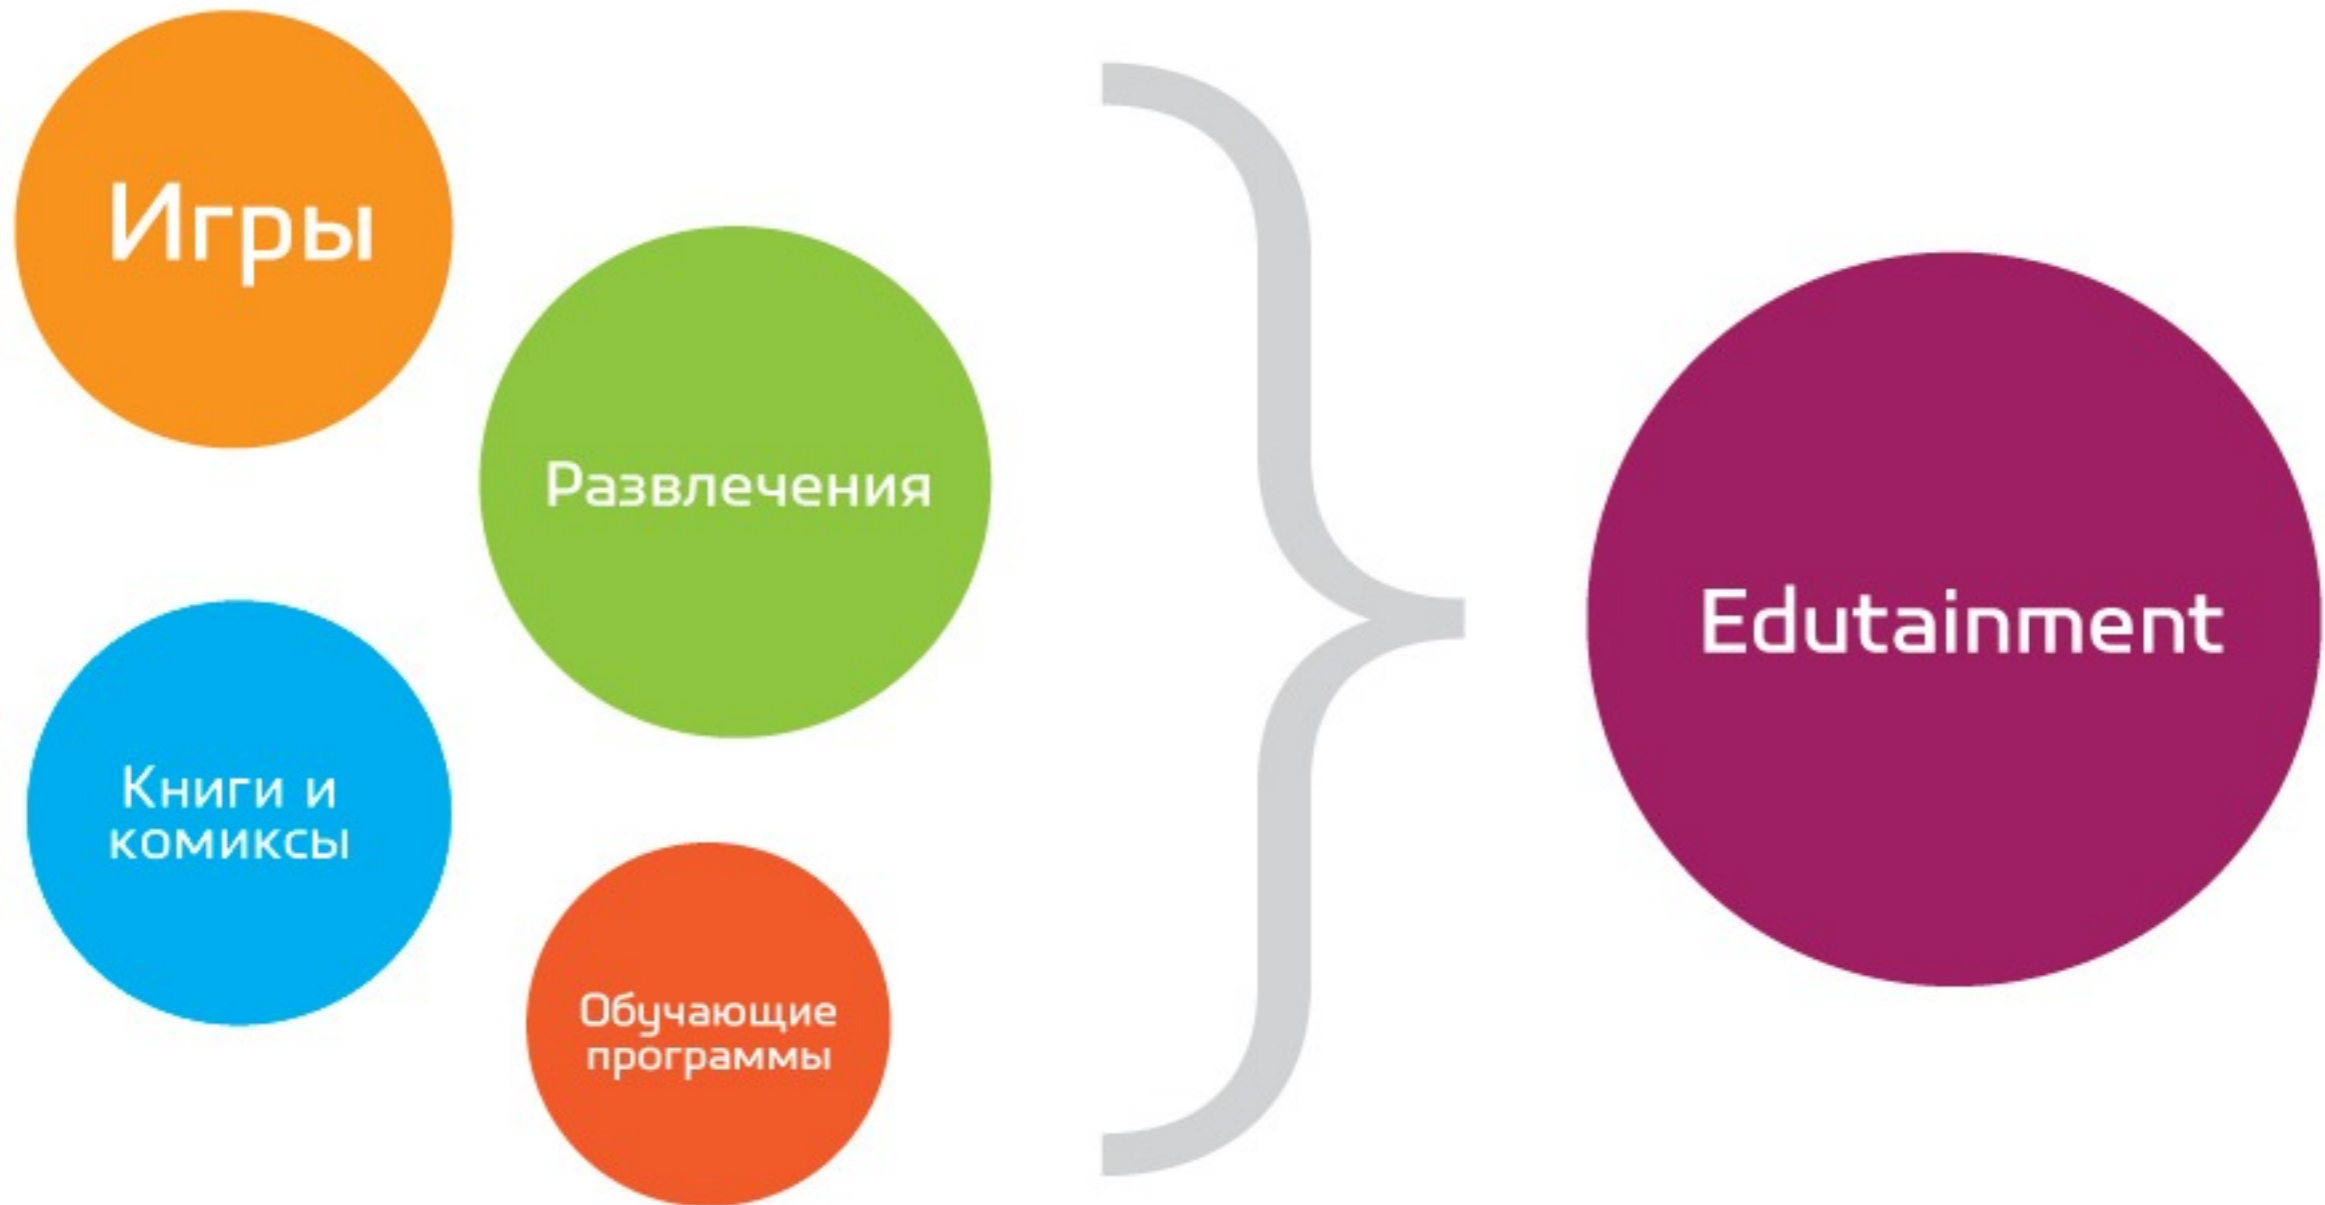 Игры
Развлечения
Книги и
комиксы
Обучающие
программы
Edutainment